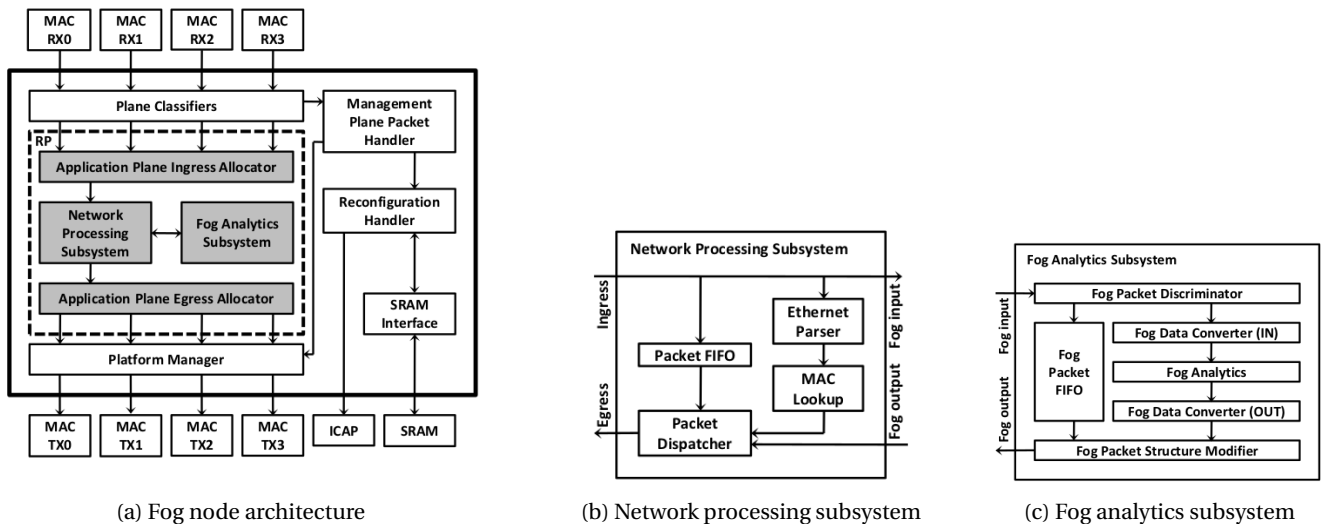 MAC
RX0
MAC
RX1
MAC
RX2
MAC
RX3
Plane Classifiers
Management
Plane Packet
Handler
RP
Application Plane Ingress Allocator
Network
Processing
Subsystem
Fog Analytics
Subsystem
Reconfiguration
Handler
Application Plane Egress Allocator
SRAM
Interface
Platform Manager
MAC
TX0
MAC
TX1
MAC
TX2
MAC
TX3
ICAP
SRAM
(a) Fog node architecture
Network Processing Subsystem
Ingress
Fog input
Ethernet
Parser
Packet FIFO
MAC
Lookup
Egress
Packet
Dispatcher
Fog output
(b) Network processing subsystem
Fog Analytics Subsystem
Fog input
Fog Packet Discriminator
Fog
Packet
FIFO
Fog Data Converter (IN)
Fog Analytics
Fog Data Converter (OUT)
Fog output
Fog Packet Structure Modifier
(c) Fog analytics subsystem